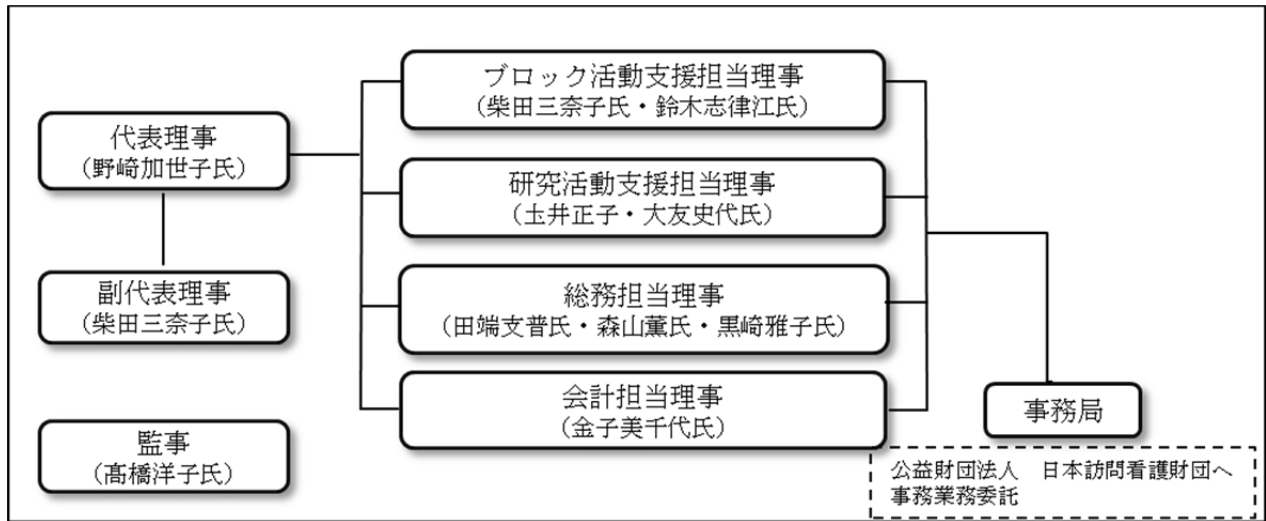 代表理事
(野崎加世子氏)
副代表理事
(柴田三奈子氏)
監事
(髙橋洋子氏)
ブロック活動支援担当理事
(柴田三奈子氏・鈴木志律江氏)
研究活動支援担当理事
(圡井正子・大友史代氏)
総務担当理事
(田端支普氏・森山薫氏・黒崎雅子氏)
会計担当理事
(金子美千代氏)
事務局
公益財団法人　日本訪問看護財団へ
事務業務委託